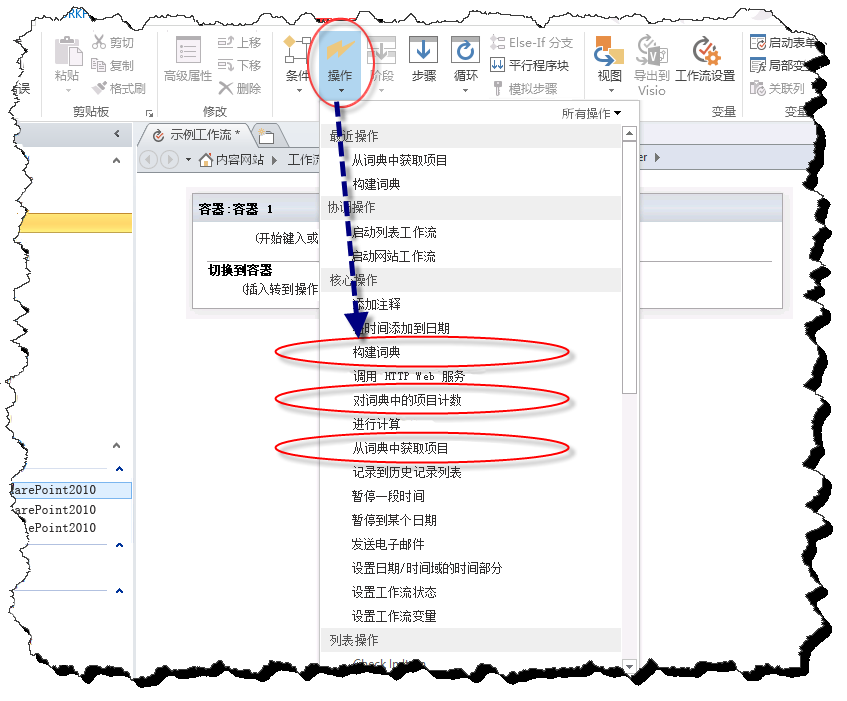 粘贴
剪切
复制
格式刷
剪贴板
高级属性
上移
下移
删除
修改
条件
操作
阶段
步骤
循环
Else-If 分支
平行程序块
模拟步骤
视图
导出到
Visio
工作流设置
变量
启动表单
局部变
关联列
变量
示例工作流 *
内容网站
工作流
er
所有操作
最近操作
从词典中获取项目
构建词典
协调操作
启动列表工作流
启动网站工作流
核心操作
添加注释
时间添加到日期
构建词典
调用 HTTP Web 服务
对词典中的项目计数
进行计算
从词典中获取项目
记录到历史记录列表
暂停一段时间
暂停到某个日期
发送电子邮件
设置日期/时间域的时间部分
设置工作流状态
设置工作流变量
列表操作
容器:容器 1
(开始键入或
切换到容器
(插入转到操作
arePoint2010
arePoint2010
ePoint2010